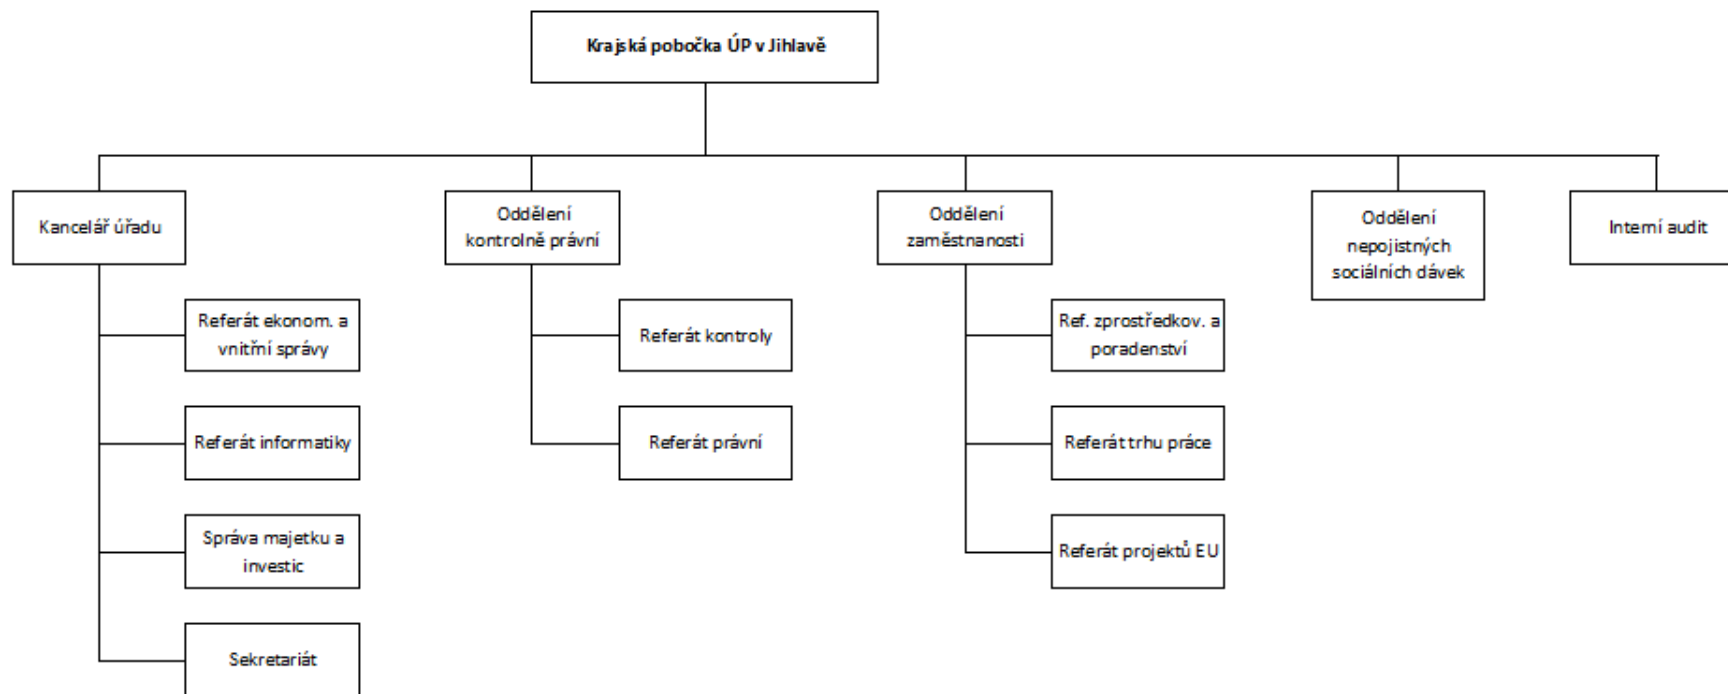 Krajská pobočka ÚP v Jihlavě
Kancelář úřadu
Oddělení
kontrolně právní
Oddělení
zaměstnanosti
Oddělení
nepojistných
sociálních dávek
Interní audit
Referát ekonom. a
vnitřní správy
Referát kontroly
Ref. zprostředkov. a
poradenství
Referát informatiky
Referát právní
Referát trhu práce
Správa majetku a
investic
Referát projektů EU
Sekretariát